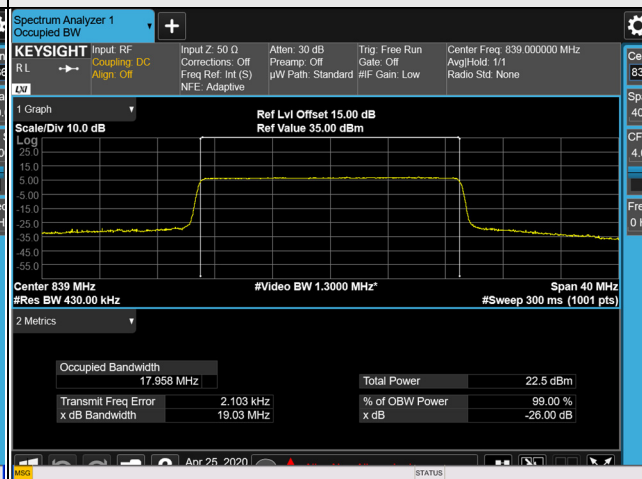 Spectrum Analyzer 1
Occupied BW
+
KEYSIGHT Input: RF Input Z: 50 Ω Atten: 30 dB Trig: Free Run Center Freq: 839.000000 MHz
R L Coupling: DC Corrections: Off Preamp: Off Gate: Off Avg|Hold: 1/1
Align: Off Freq Ref: Int (S) µW Path: Standard #IF Gain: Low Radio Std: None
LXI NFE: Adaptive
1 Graph
Ref Lvl Offset 15.00 dB
Scale/Div 10.0 dB Ref Value 35.00 dBm
Log
25.0
15.0
5.00
-5.00
-15.0
-25.0
-35.0
-45.0
-55.0
Center 839 MHz #Video BW 1.3000 MHz* Span 40 MHz
#Res BW 430.00 kHz #Sweep 300 ms (1001 pts)
2 Metrics
Occupied Bandwidth
17.958 MHz Total Power 22.5 dBm
Transmit Freq Error 2.103 kHz % of OBW Power 99.00 %
x dB Bandwidth 19.03 MHz x dB -26.00 dB
Apr 25, 2020
MSG STATUS